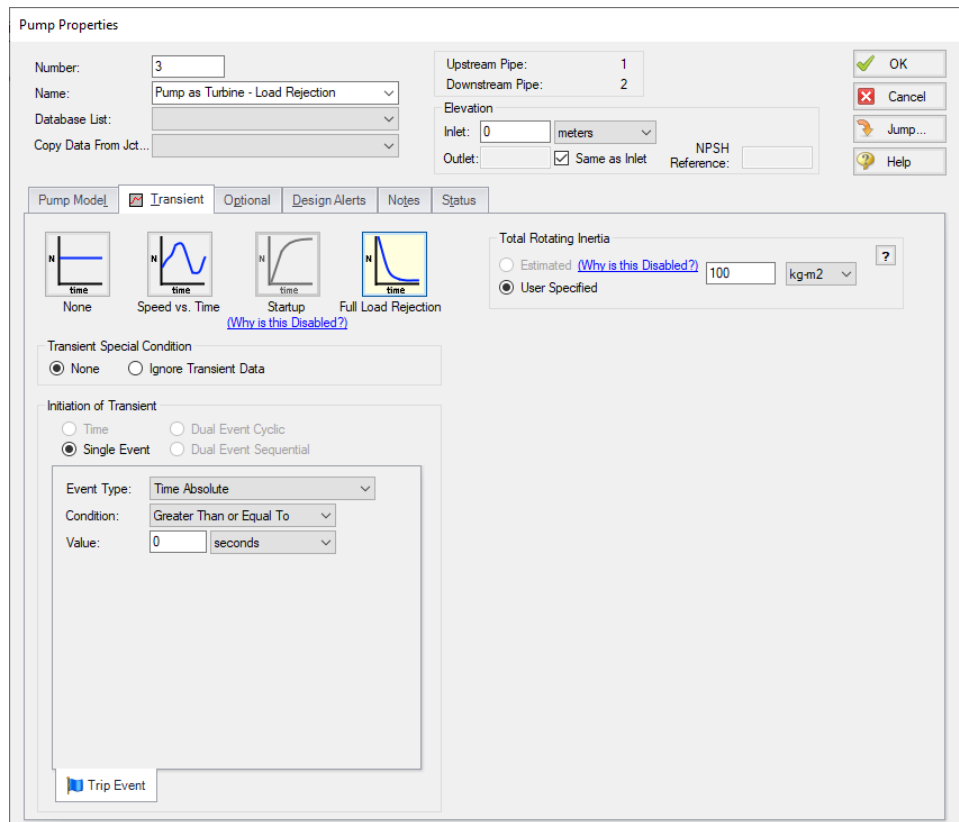 Pump Properties
Number: 3
Name: Pump as Turbine - Load Rejection
Database List:
Copy Data From Jct...
Upstream Pipe: 1
Downstream Pipe: 2
Elevation
Inlet: 0 meters
Outlet: Same as Inlet NPSH Reference:
OK
Cancel
Jump...
Help
Pump Model Transient Optional Design Alerts Notes Status
N time N time N time N time
None Speed vs. Time Startup Full Load Rejection
(Why is this Disabled?)
Total Rotating Inertia
Estimated (Why is this Disabled?) 100 kg-m2
User Specified
?
Transient Special Condition
None Ignore Transient Data
Initiation of Transient
Time Dual Event Cyclic
Single Event Dual Event Sequential
Event Type: Time Absolute
Condition: Greater Than or Equal To
Value: 0 seconds
Trip Event